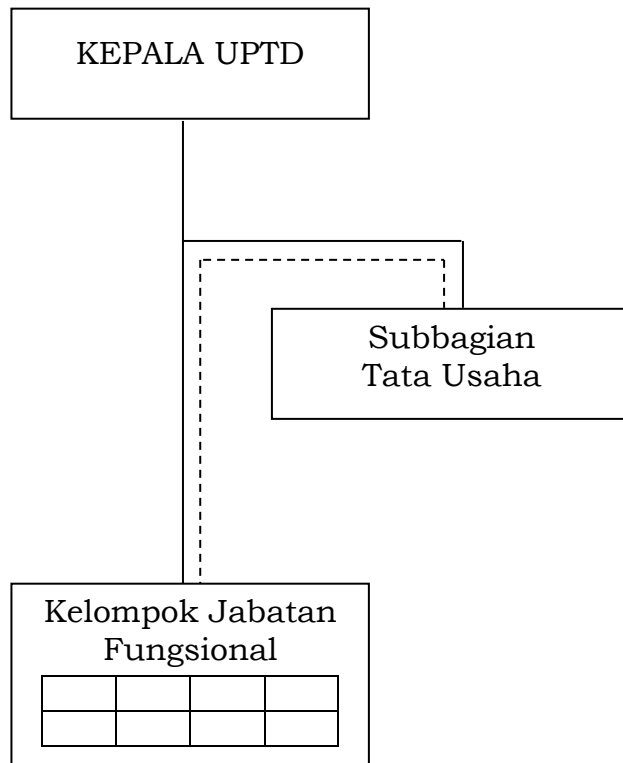 KEPALA UPTD
Subbagian
Tata Usaha
Kelompok Jabatan
Fungsional